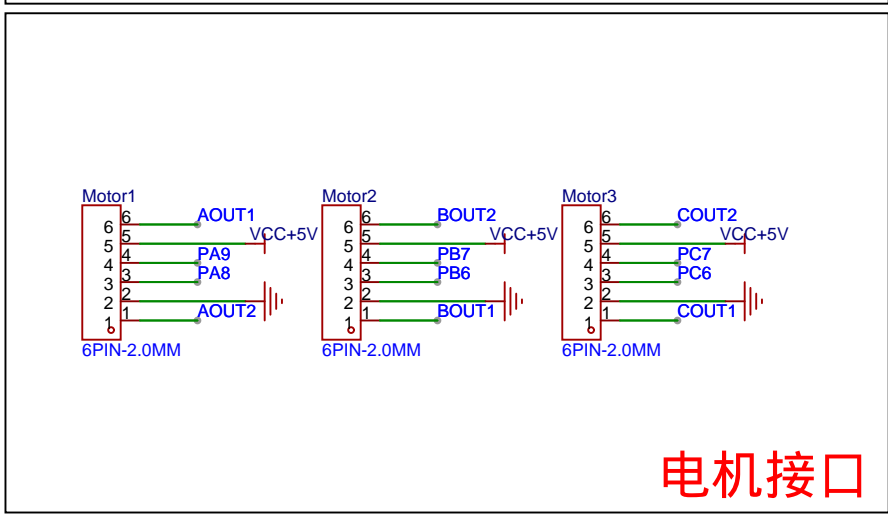 Motor1
6 6 AOUT1
5 5 VCC+5V
4 4 PA9
3 3 PA8
2 2
1 1 AOUT2
6PIN-2.0MM
Motor2
6 6 BOUT2
5 5 VCC+5V
4 4 PB7
3 3 PB6
2 2
1 1 BOUT1
6PIN-2.0MM
Motor3
6 6 COUT2
5 5 VCC+5V
4 4 PC7
3 3 PC6
2 2
1 1 COUT1
6PIN-2.0MM
电机接口